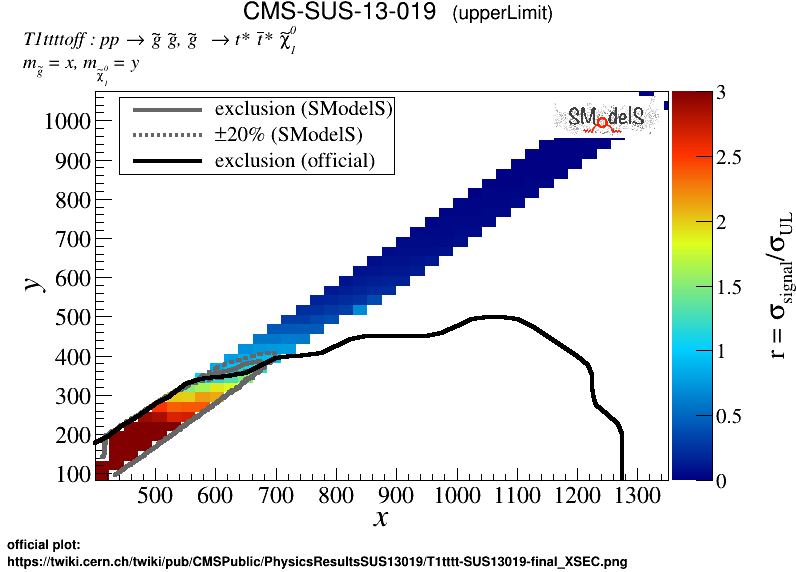 CMS-SUS-13-019 (upperLimit)
T1ttttoff : pp → g̃ g̃, g̃ → t* t̄* χ̃₁⁰
m_g̃ = x, m_χ̃₁⁰ = y
exclusion (SModelS)
±20% (SModelS)
exclusion (official)
SModelS
1000
900
800
700
600
500
400
300
200
100
y
500 600 700 800 900 1000 1100 1200 1300
x
3
2.5
2
1.5
1
0.5
0
r = σ_signal/σ_UL
official plot:
https://twiki.cern.ch/twiki/pub/CMSPublic/PhysicsResultsSUS13019/T1tttt-SUS13019-final_XSEC.png